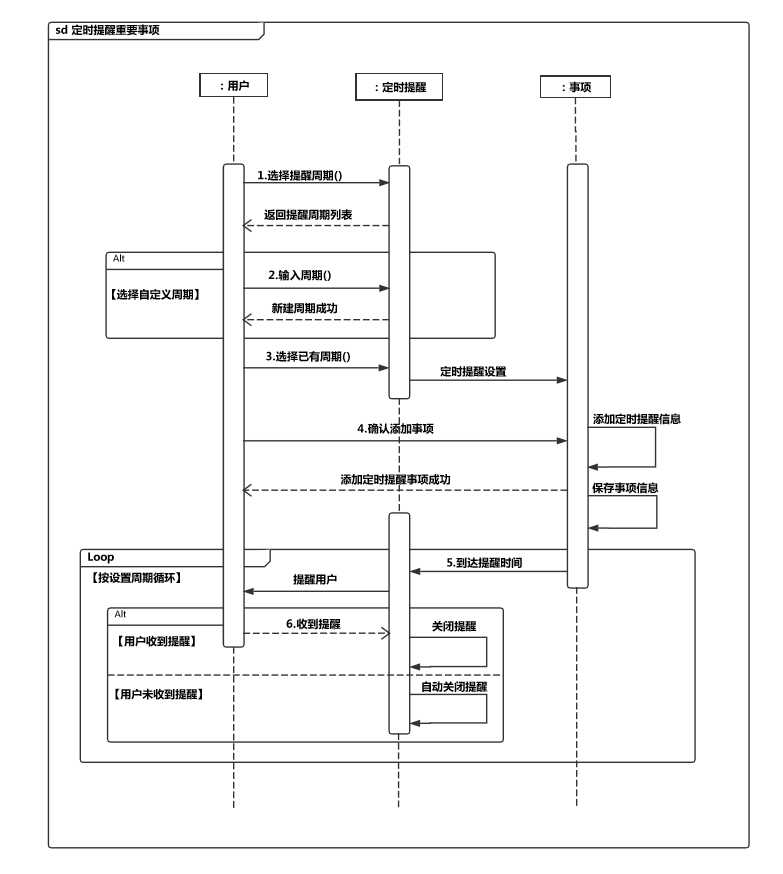 sd 定时提醒重要事项
：用户
：定时提醒
：事项
1.选择提醒周期()
返回提醒周期列表
Alt
【选择自定义周期】
2.输入周期()
新建周期成功
3.选择已有周期()
定时提醒设置
添加定时提醒信息
4.确认添加事项
添加定时提醒事项成功
保存事项信息
Loop
【按设置周期循环】
5.到达提醒时间
提醒用户
Alt
6.收到提醒
关闭提醒
【用户收到提醒】
自动关闭提醒
【用户未收到提醒】